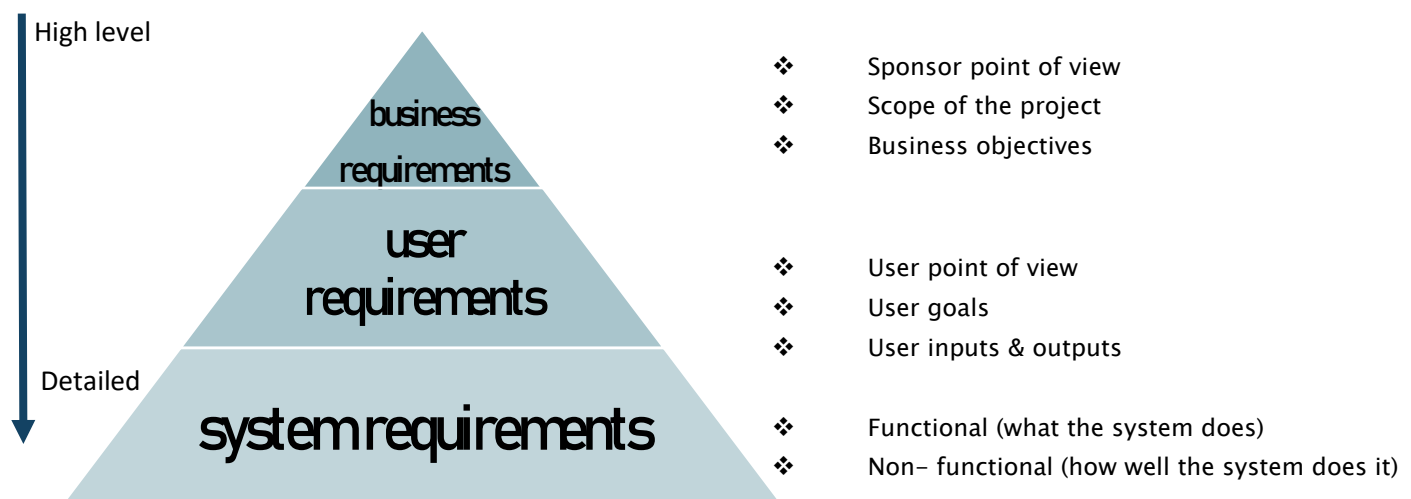 High level
business
requirements
❖ Sponsor point of view
❖ Scope of the project
❖ Business objectives
user
requirements
❖ User point of view
❖ User goals
❖ User inputs & outputs
Detailed
system requirements
❖ Functional (what the system does)
❖ Non- functional (how well the system does it)